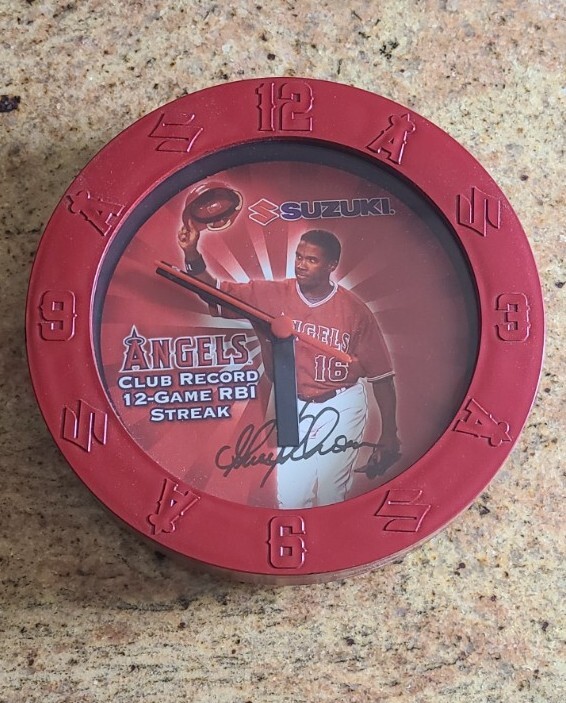 12
SUZUKI
9
3
ANGELS
16
ANGELS
CLUB RECORD
12-GAME RBI
STREAK
6